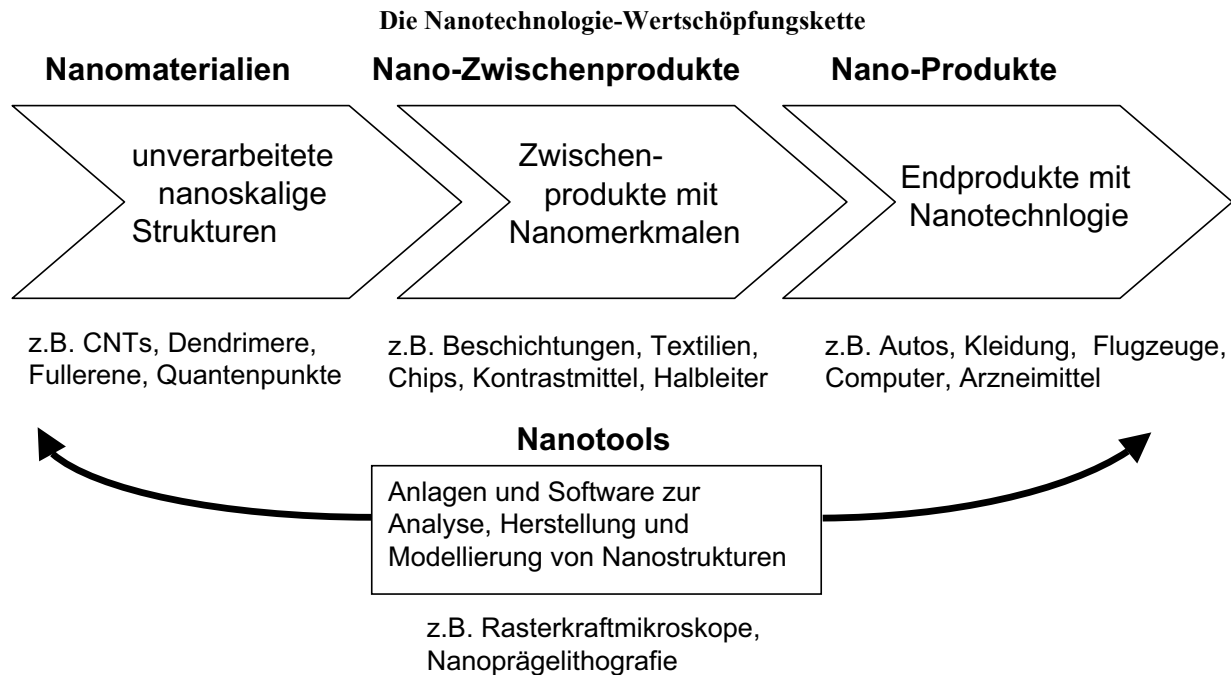 Die Nanotechnologie-Wertschöpfungskette
Nanomaterialien
Nano-Zwischenprodukte
Nano-Produkte
unverarbeitete
nanoskalige
Strukturen
Zwischen-
produkte mit
Nanomerkmalen
Endprodukte mit
Nanotechnlogie
z.B. CNTs, Dendrimere,
Fullerene, Quantenpunkte
z.B. Beschichtungen, Textilien,
Chips, Kontrastmittel, Halbleiter
z.B. Autos, Kleidung, Flugzeuge,
Computer, Arzneimittel
Nanotools
Anlagen und Software zur
Analyse, Herstellung und
Modellierung von Nanostrukturen
z.B. Rasterkraftmikroskope,
Nanoprägelithografie